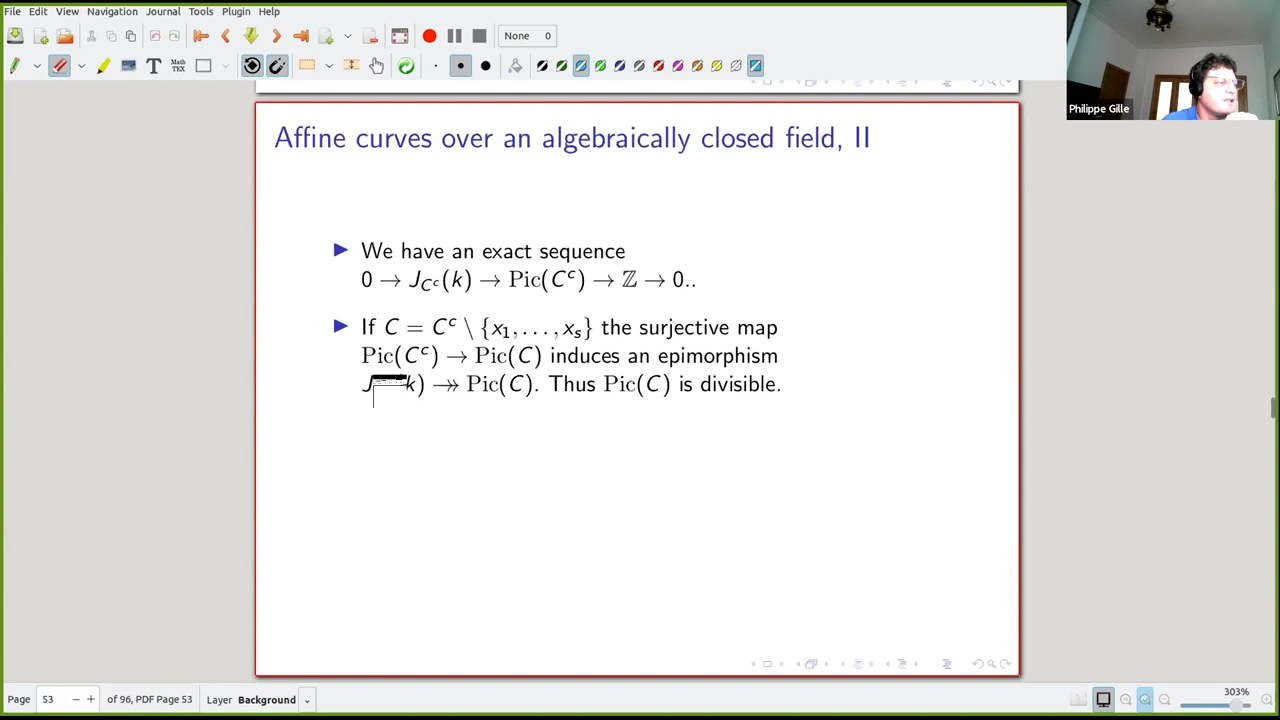 File Edit View Navigation Journal Tools Plugin Help
None 0
T Math TEX
Philippe Gille
Affine curves over an algebraically closed field, II
We have an exact sequence
0 → J_{C^c}(k) → Pic(C^c) → ℤ → 0..
If C = C^c \ {x_1, . . . , x_s} the surjective map
Pic(C^c) → Pic(C) induces an epimorphism
J k) ↠ Pic(C). Thus Pic(C) is divisible.
Page 53 of 96, PDF Page 53 Layer Background 303%